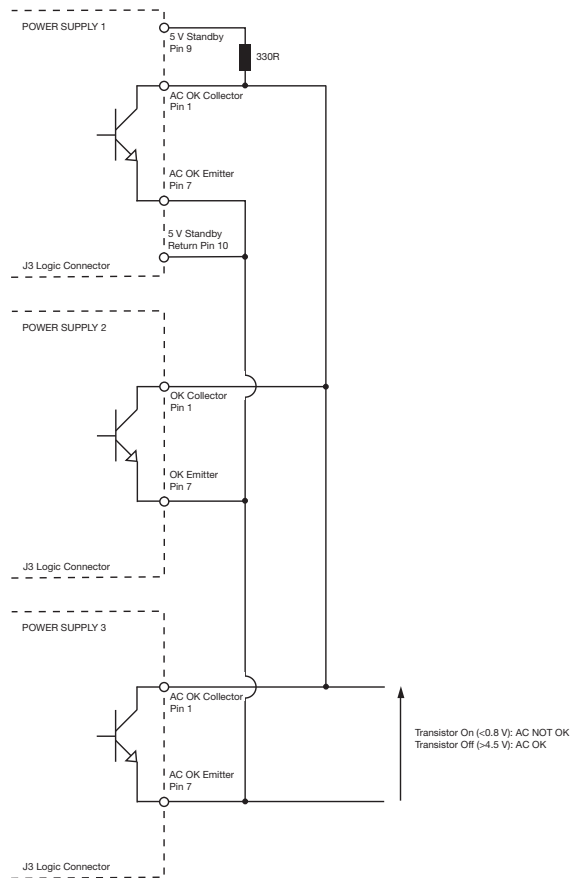 POWER SUPPLY 1
5 V Standby
Pin 9
330R
AC OK Collector
Pin 1
AC OK Emitter
Pin 7
5 V Standby
Return Pin 10
J3 Logic Connector
POWER SUPPLY 2
OK Collector
Pin 1
OK Emitter
Pin 7
J3 Logic Connector
POWER SUPPLY 3
AC OK Collector
Pin 1
Transistor On (<0.8 V): AC NOT OK
Transistor Off (>4.5 V): AC OK
AC OK Emitter
Pin 7
J3 Logic Connector